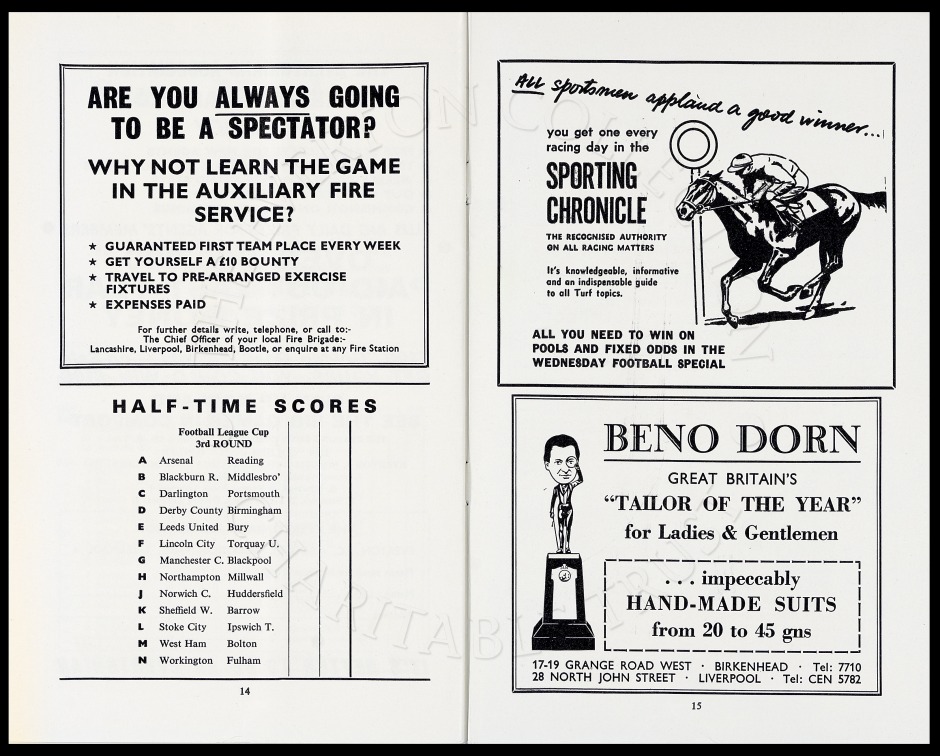 ARE YOU ALWAYS GOING
TO BE A SPECTATOR?
WHY NOT LEARN THE GAME
IN THE AUXILIARY FIRE
SERVICE?
★ GUARANTEED FIRST TEAM PLACE EVERY WEEK
★ GET YOURSELF A £10 BOUNTY
★ TRAVEL TO PRE-ARRANGED EXERCISE
FIXTURES
★ EXPENSES PAID
For further details write, telephone, or call to:-
The Chief Officer of your local Fire Brigade:-
Lancashire, Liverpool, Birkenhead, Bootle, or enquire at any Fire Station
HALF-TIME SCORES
Football League Cup
3rd ROUND
A Arsenal Reading
B Blackburn R. Middlesbro'
C Darlington Portsmouth
D Derby County Birmingham
E Leeds United Bury
F Lincoln City Torquay U.
G Manchester C. Blackpool
H Northampton Millwall
J Norwich C. Huddersfield
K Sheffield W. Barrow
L Stoke City Ipswich T.
M West Ham Bolton
N Workington Fulham
14
All sportsmen applaud a good winner...
you get one every
racing day in the
SPORTING
CHRONICLE
THE RECOGNISED AUTHORITY
ON ALL RACING MATTERS
It's knowledgeable, informative
and an indispensable guide
to all Turf topics.
1
ALL YOU NEED TO WIN ON
POOLS AND FIXED ODDS IN THE
WEDNESDAY FOOTBALL SPECIAL
BENO DORN
GREAT BRITAIN'S
"TAILOR OF THE YEAR"
for Ladies & Gentlemen
. . . impeccably
HAND-MADE SUITS
from 20 to 45 gns
17-19 GRANGE ROAD WEST · BIRKENHEAD · Tel: 7710
28 NORTH JOHN STREET · LIVERPOOL · Tel: CEN 5782
15